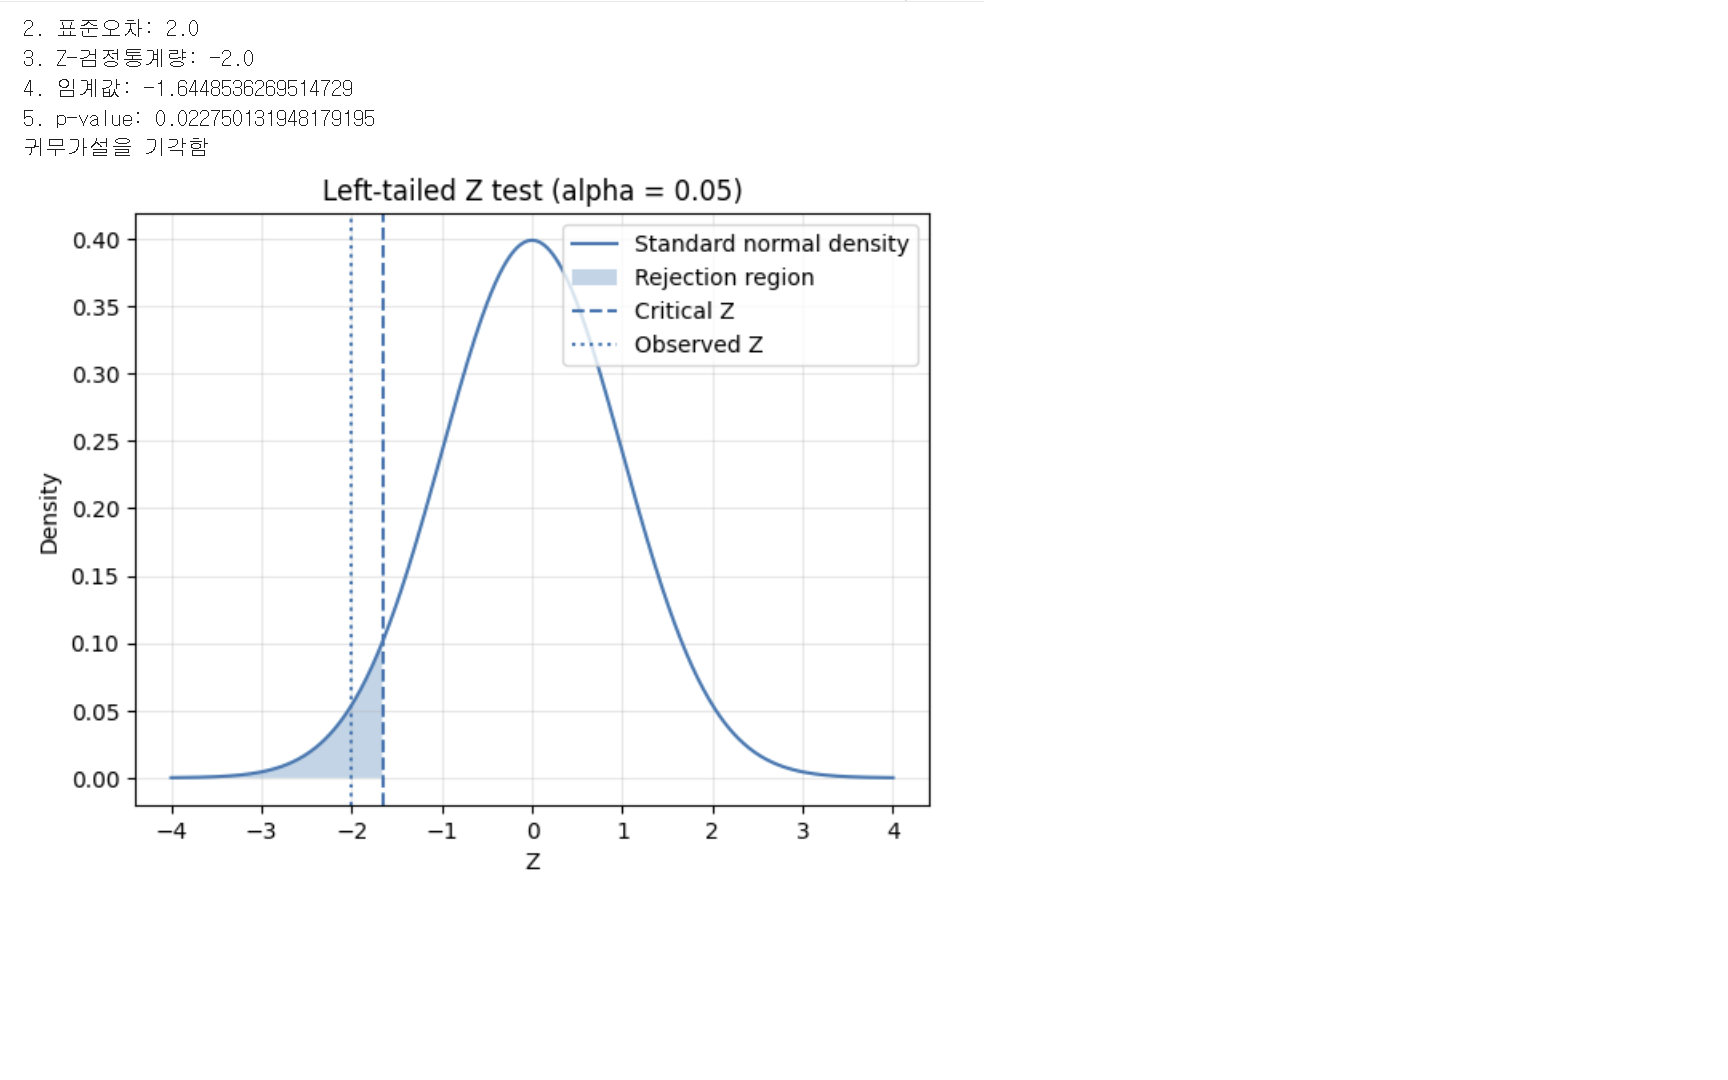 2. 표준오차: 2.0
3. Z-검정통계량: -2.0
4. 임계값: -1.6448536269514729
5. p-value: 0.022750131948179195
귀무가설을 기각함
Left-tailed Z test (alpha = 0.05)
Standard normal density
Rejection region
Critical Z
Observed Z
0.40
0.35
0.30
0.25
0.20
0.15
0.10
0.05
0.00
Density
−4 −3 −2 −1 0 1 2 3 4
Z